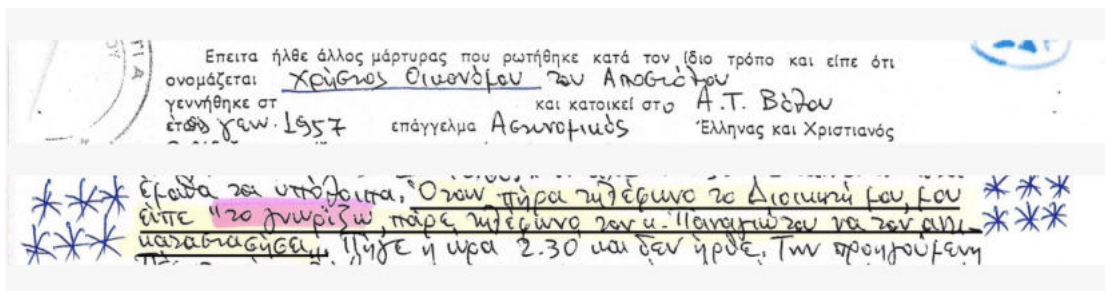 Επειτα ήλθε άλλος μάρτυρας που ρωτήθηκε κατά τον ίδιο τρόπο και είπε ότι
ονομάζεται Χρήστος Οικονόμου του Αποστόλου
γεννήθηκε στ και κατοικεί στο Α.Τ. Βόλου
έτος γεν. 1957 επάγγελμα Αστυνομικός Έλληνας και Χριστιανός
έμαθα τα υπόλοιπα. Όταν πήρα τηλέφωνο το Διοικητή μου, μου
είπε "το γνωρίζω, πάρε τηλέφωνο τον κ. Παναγιώτου να τον αντι-
καταστήσει". Πήγε η ώρα 2.30 και δεν ήρθε. Την προηγούμενη